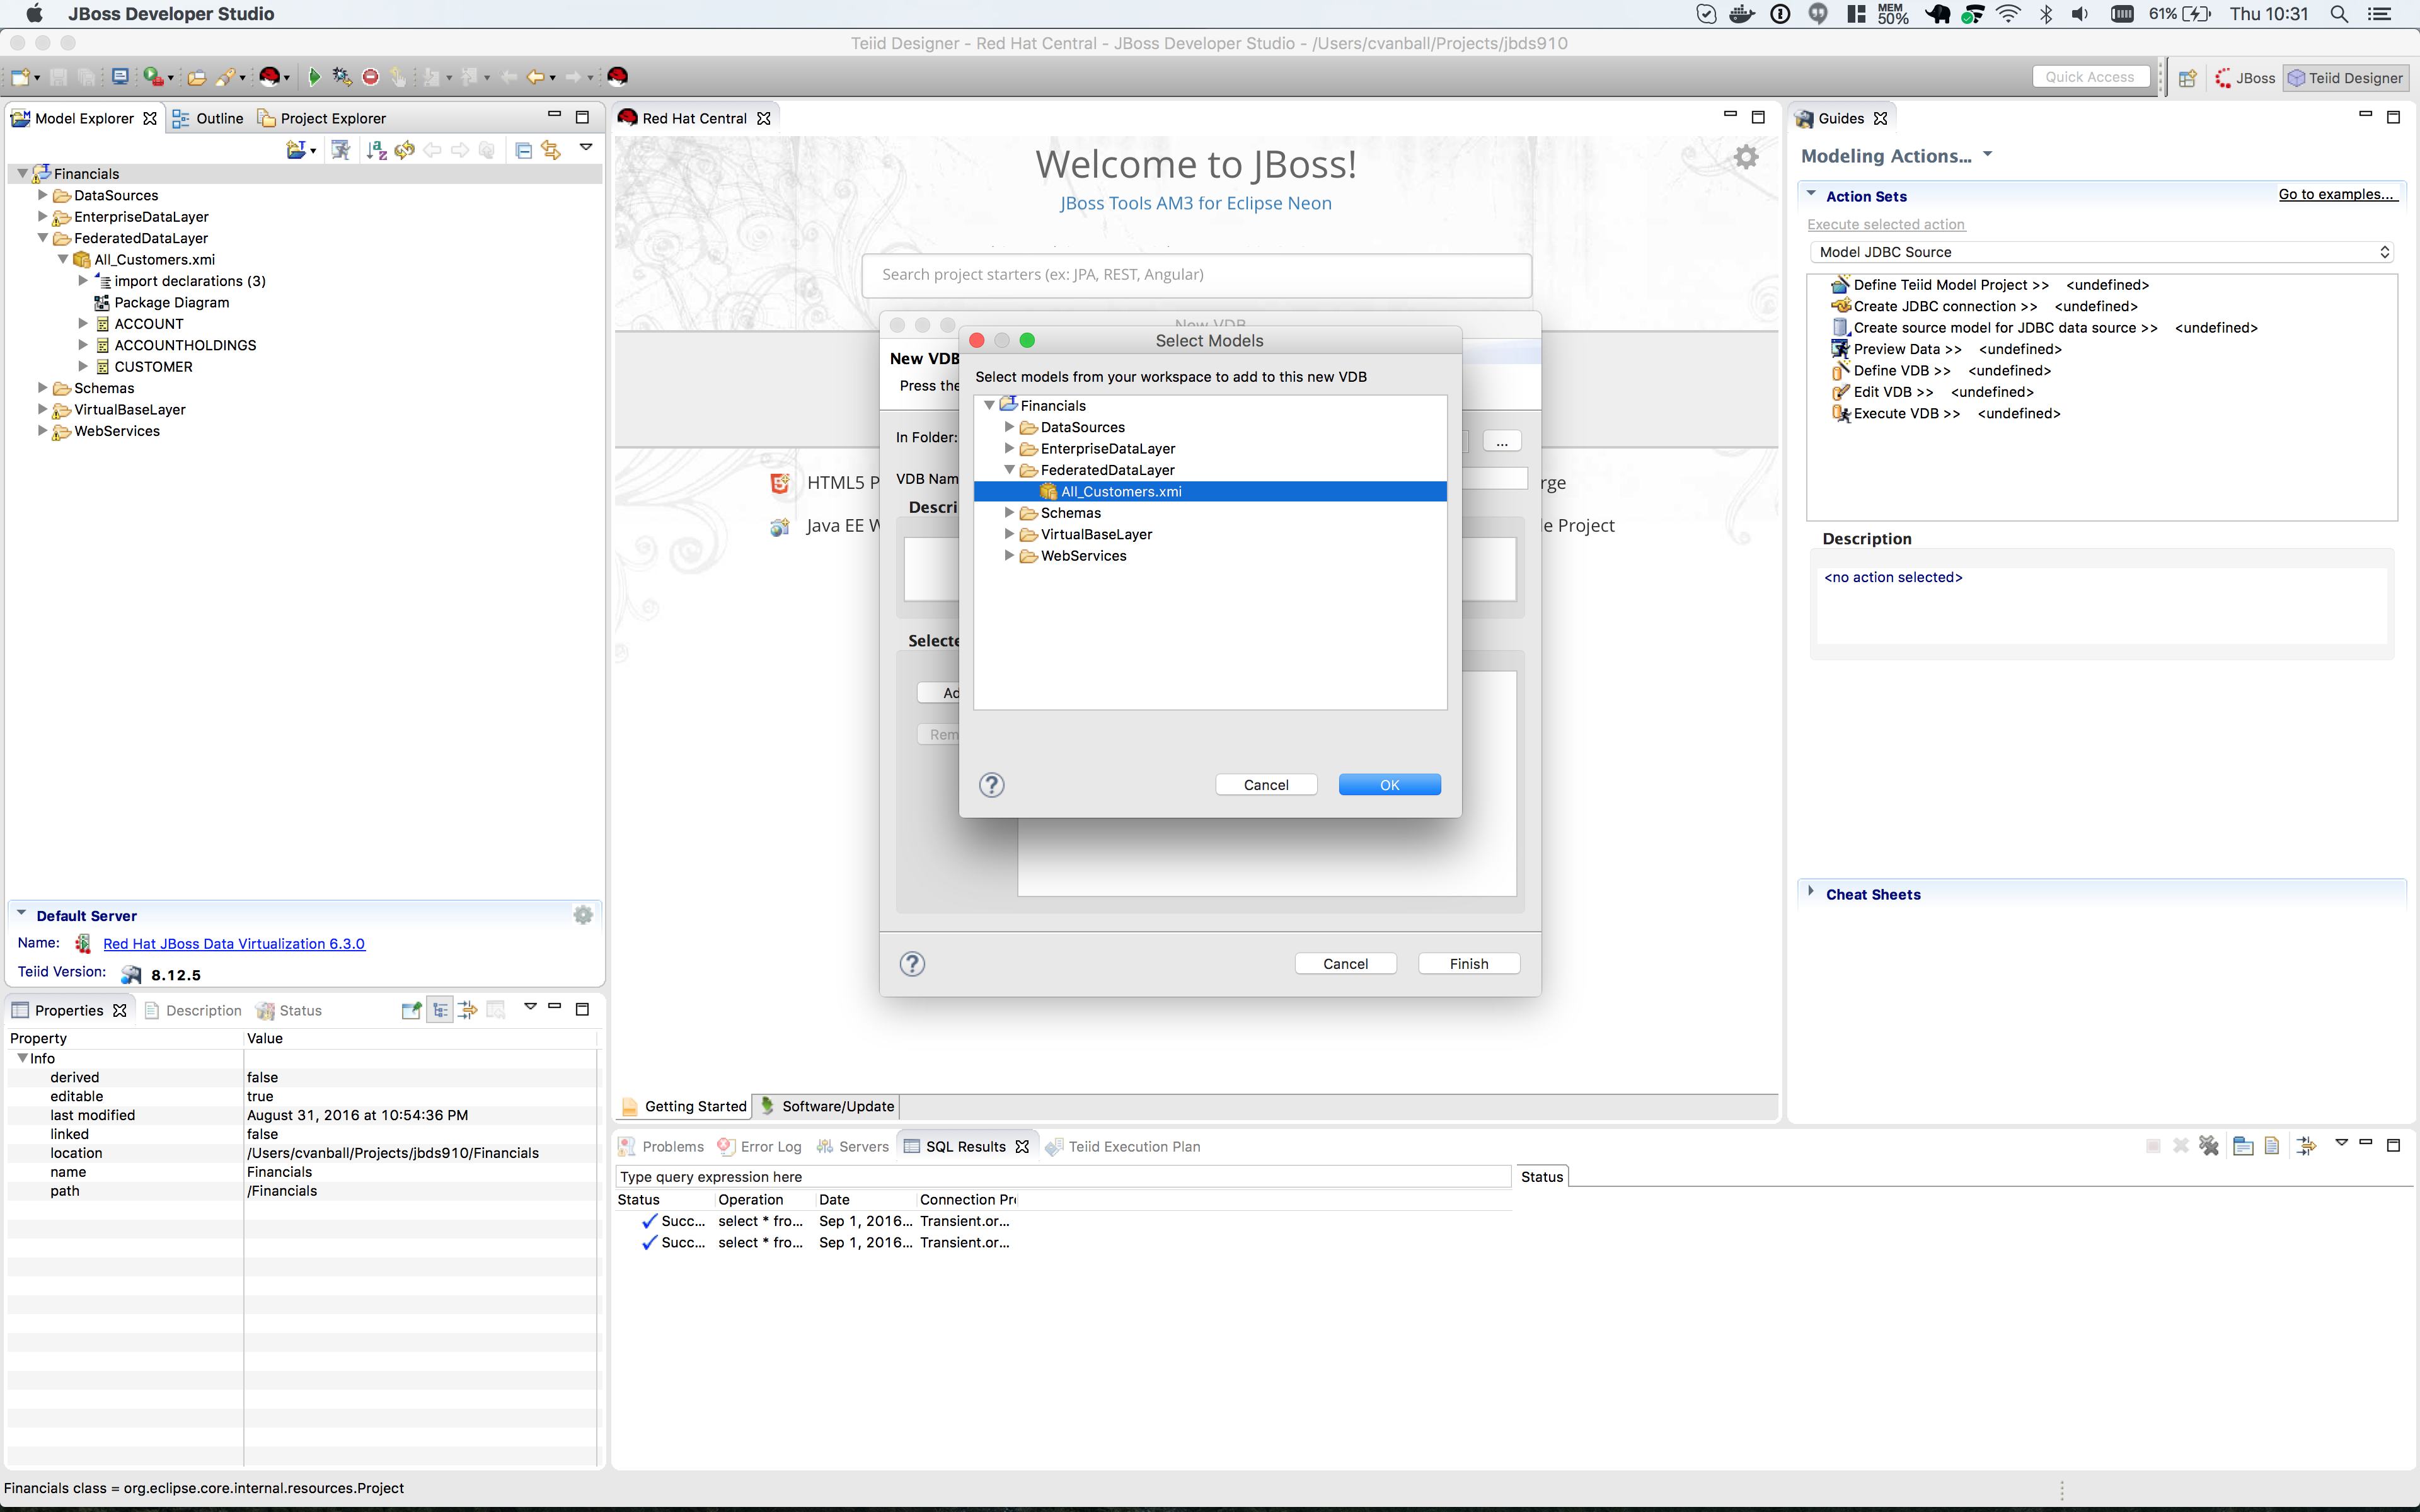 JBoss Developer Studio
MEM 50%
61%
Thu 10:31
Teiid Designer - Red Hat Central - JBoss Developer Studio - /Users/cvanball/Projects/jbds910
Quick Access
JBoss
Teiid Designer
Model Explorer
Outline
Project Explorer
Financials
DataSources
EnterpriseDataLayer
FederatedDataLayer
All_Customers.xmi
import declarations (3)
Package Diagram
ACCOUNT
ACCOUNTHOLDINGS
CUSTOMER
Schemas
VirtualBaseLayer
WebServices
Default Server
Name: Red Hat JBoss Data Virtualization 6.3.0
Teiid Version: 8.12.5
Properties
Description
Status
Property Value
Info
derived false
editable true
last modified August 31, 2016 at 10:54:36 PM
linked false
location /Users/cvanball/Projects/jbds910/Financials
name Financials
path /Financials
Financials class = org.eclipse.core.internal.resources.Project
Red Hat Central
Welcome to JBoss!
JBoss Tools AM3 for Eclipse Neon
Search project starters (ex: JPA, REST, Angular)
HTML5 P
rge
Java EE W
e Project
New VDB
New VDB
Press the
In Folder:
...
VDB Nam
Descri
Selecte
Ad
Rem
Cancel
Finish
Select Models
Select models from your workspace to add to this new VDB
Financials
DataSources
EnterpriseDataLayer
FederatedDataLayer
All_Customers.xmi
Schemas
VirtualBaseLayer
WebServices
Cancel
OK
Getting Started
Software/Update
Problems
Error Log
Servers
SQL Results
Teiid Execution Plan
Type query expression here
Status Operation Date Connection Pr
Succ... select * fro... Sep 1, 2016... Transient.or...
Succ... select * fro... Sep 1, 2016... Transient.or...
Status
Guides
Modeling Actions...
Action Sets
Go to examples...
Execute selected action
Model JDBC Source
Define Teiid Model Project >> <undefined>
Create JDBC connection >> <undefined>
Create source model for JDBC data source >> <undefined>
Preview Data >> <undefined>
Define VDB >> <undefined>
Edit VDB >> <undefined>
Execute VDB >> <undefined>
Description
<no action selected>
Cheat Sheets